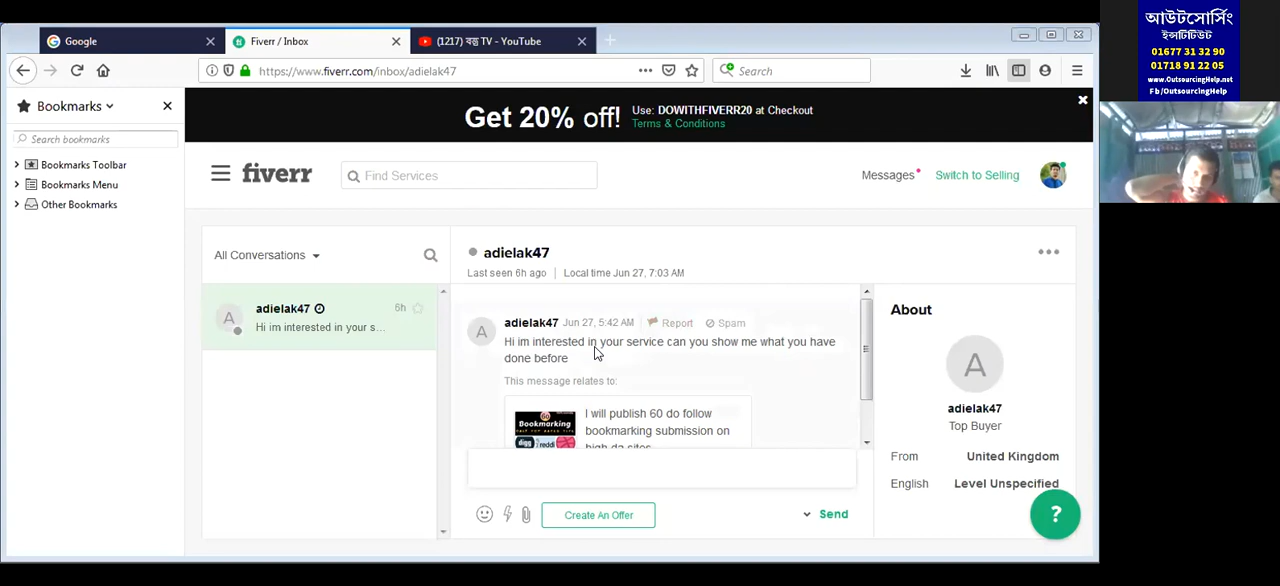 Google
Fiverr / Inbox
(1217) বস্তু TV - YouTube
https://www.fiverr.com/inbox/adielak47
Search
Bookmarks
Search bookmarks
Bookmarks Toolbar
Bookmarks Menu
Other Bookmarks
Get 20% off!
Use: DOWITHFIVERR20 at Checkout
Terms & Conditions
fiverr
Find Services
Messages
Switch to Selling
All Conversations
adielak47
6h
Hi im interested in your s...
adielak47
Last seen 6h ago
Local time Jun 27, 7:03 AM
A
A
adielak47 Jun 27, 5:42 AM
Report
Spam
Hi im interested in your service can you show me what you have
done before
This message relates to:
Bookmarking
digg
reddi
I will publish 60 do follow
bookmarking submission on
high da sites
Create An Offer
Send
About
A
adielak47
Top Buyer
From United Kingdom
English Level Unspecified
?
আউটসোর্সিং
ইন্সটিটিউট
01677 31 32 90
01718 91 22 05
www.OutsourcingHelp.net
Fb/OutsourcingHelp